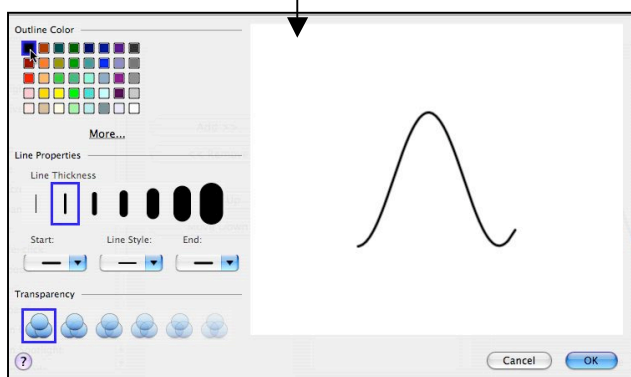 Outline Color
More...
Line Properties
Line Thickness
Start: Line Style: End:
Transparency
? Cancel OK